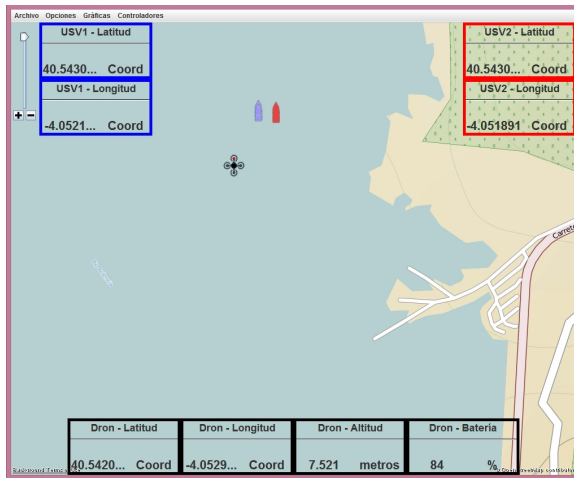 Archivo Opciones Gráficas Controladores
USV1 - Latitud
40.5430... Coord
USV1 - Longitud
-4.0521... Coord
USV2 - Latitud
40.5430... Coord
USV2 - Longitud
-4.051891 Coord
Dron - Latitud
40.5420... Coord
Dron - Longitud
-4.0529... Coord
Dron - Altitud
7.521 metros
Dron - Bateria
84 %